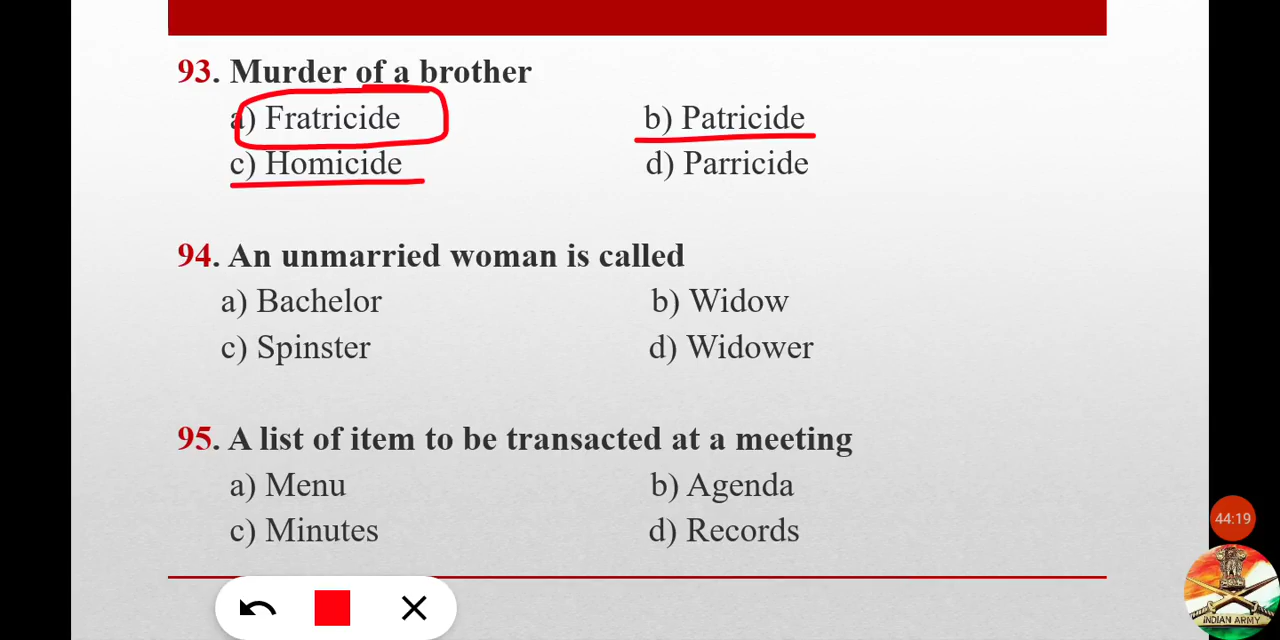 93. Murder of a brother
a) Fratricide b) Patricide
c) Homicide d) Parricide
94. An unmarried woman is called
a) Bachelor b) Widow
c) Spinster d) Widower
95. A list of item to be transacted at a meeting
a) Menu b) Agenda
c) Minutes d) Records
44:19
INDIAN ARMY